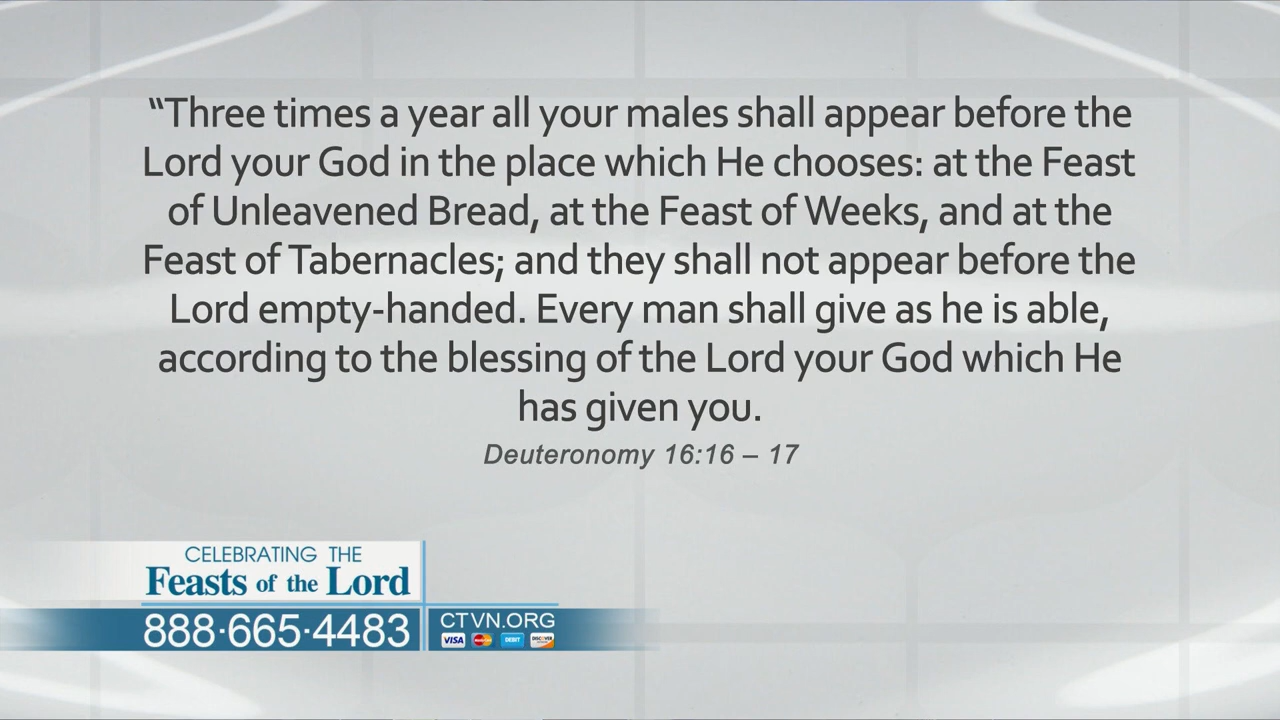 “Three times a year all your males shall appear before the
Lord your God in the place which He chooses: at the Feast
of Unleavened Bread, at the Feast of Weeks, and at the
Feast of Tabernacles; and they shall not appear before the
Lord empty-handed. Every man shall give as he is able,
according to the blessing of the Lord your God which He
has given you.
Deuteronomy 16:16 – 17
CELEBRATING THE
Feasts of the Lord
888·665·4483
CTVN.ORG
VISA MasterCard DEBIT DISCOVER